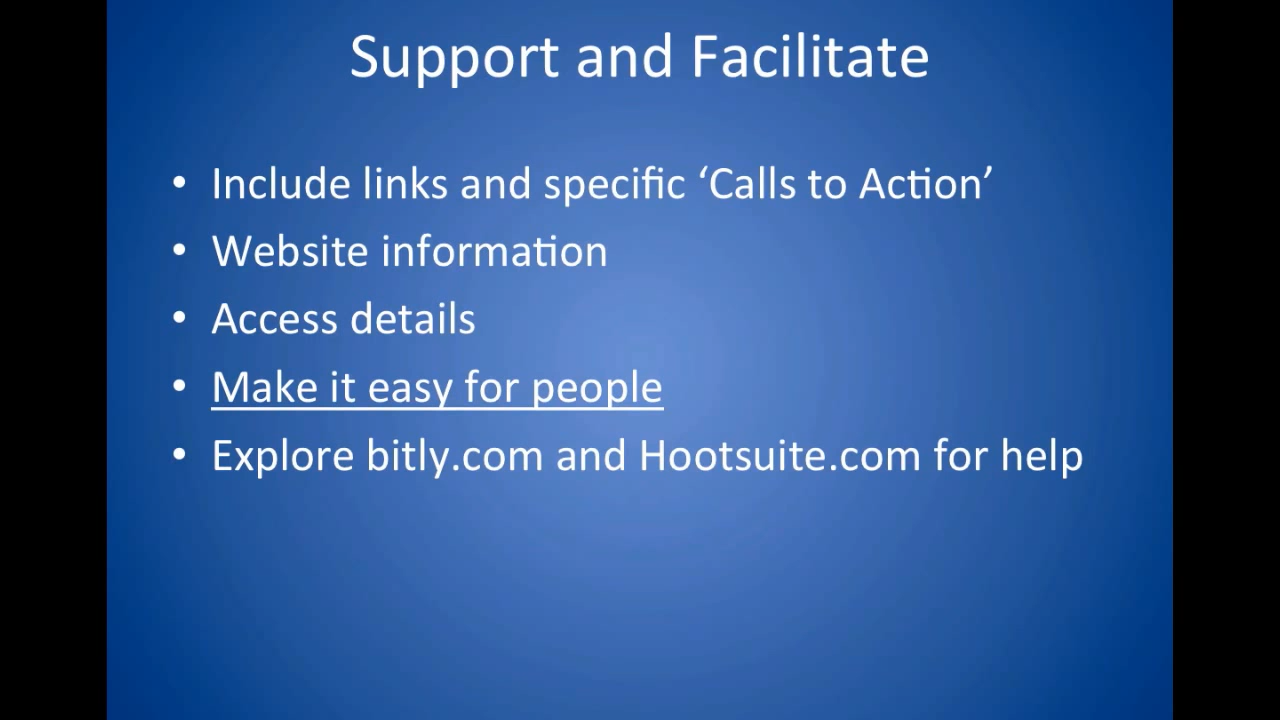 Support and Facilitate
• Include links and specific ‘Calls to Action’
• Website information
• Access details
• Make it easy for people
• Explore bitly.com and Hootsuite.com for help